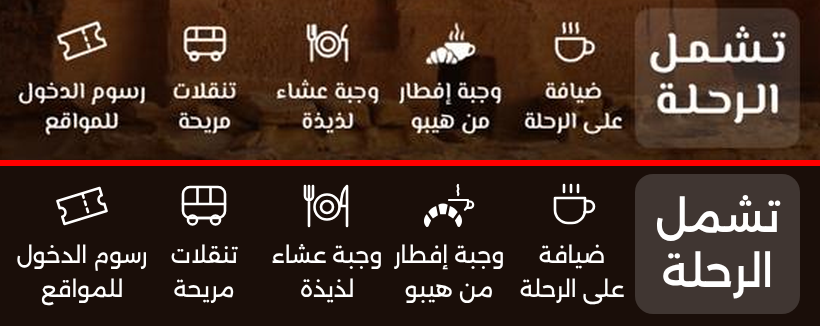 تشمل
الرحلة
ضيافة
على الرحلة
وجبة إفطار
من هيبو
وجبة عشاء
لذيذة
تنقلات
مريحة
رسوم الدخول
للمواقع
تشمل
الرحلة
ضيافة
على الرحلة
وجبة إفطار
من هيبو
وجبة عشاء
لذيذة
تنقلات
مريحة
رسوم الدخول
للمواقع